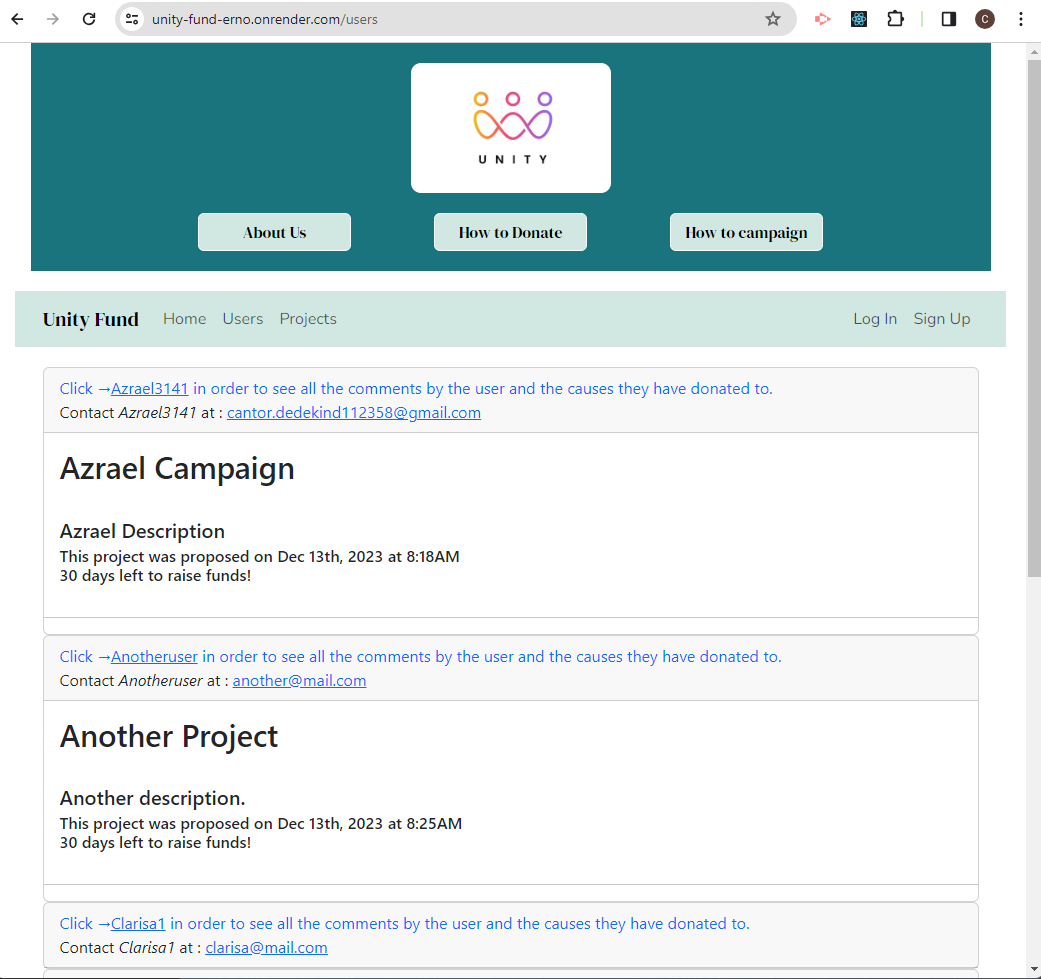 unity-fund-erno.onrender.com/users
C
UNITY
About Us How to Donate How to campaign
Unity Fund Home Users Projects Log In Sign Up
Click →Azrael3141 in order to see all the comments by the user and the causes they have donated to.
Contact Azrael3141 at : cantor.dedekind112358@gmail.com
Azrael Campaign
Azrael Description
This project was proposed on Dec 13th, 2023 at 8:18AM
30 days left to raise funds!
Click →Anotheruser in order to see all the comments by the user and the causes they have donated to.
Contact Anotheruser at : another@mail.com
Another Project
Another description.
This project was proposed on Dec 13th, 2023 at 8:25AM
30 days left to raise funds!
Click →Clarisa1 in order to see all the comments by the user and the causes they have donated to.
Contact Clarisa1 at : clarisa@mail.com